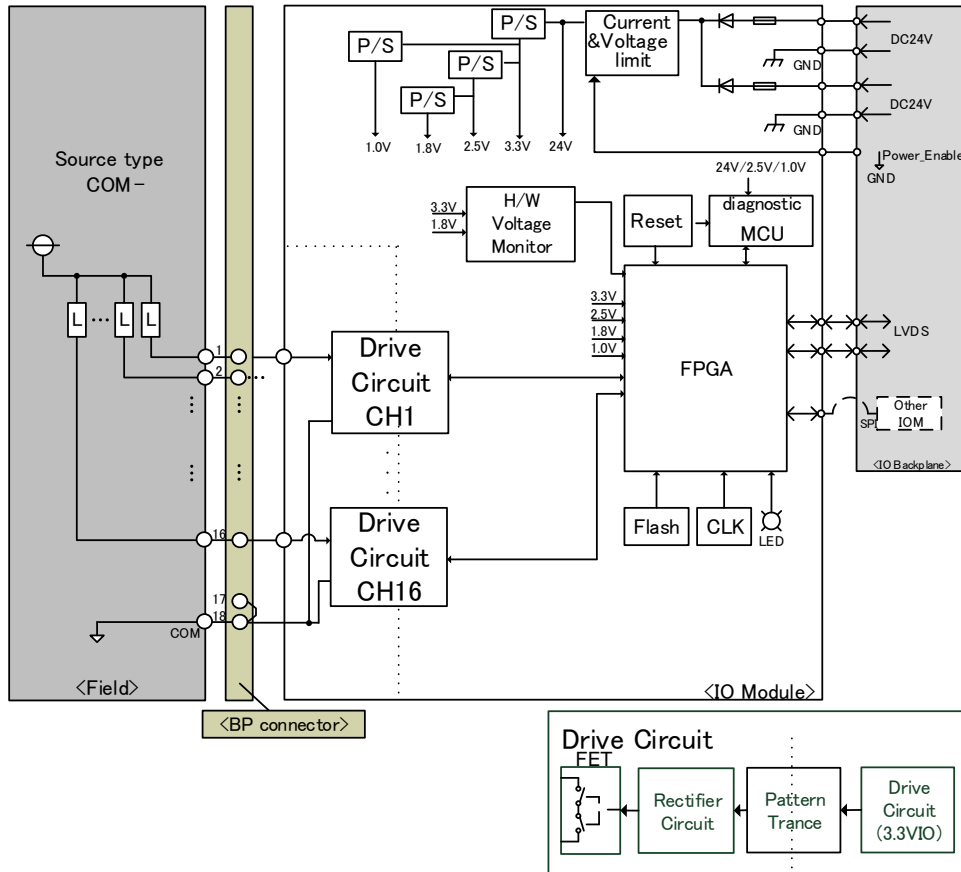 Source type
COM-
L
...
L
L
1
2
16
17
18
COM
<Field>
<BP connector>
P/S
P/S
P/S
P/S
1.0V
1.8V
2.5V
3.3V
24V
Current
&Voltage
limit
GND
GND
DC24V
DC24V
Power_Enable
GND
24V/2.5V/1.0V
3.3V
1.8V
H/W
Voltage
Monitor
Reset
diagnostic
MCU
3.3V
2.5V
1.8V
1.0V
FPGA
LVDS
SPI
Other
IOM
<IO Backplane>
Drive
Circuit
CH1
Drive
Circuit
CH16
Flash
CLK
LED
<IO Module>
Drive Circuit
FET
Rectifier
Circuit
Pattern
Trance
Drive
Circuit
(3.3VIO)